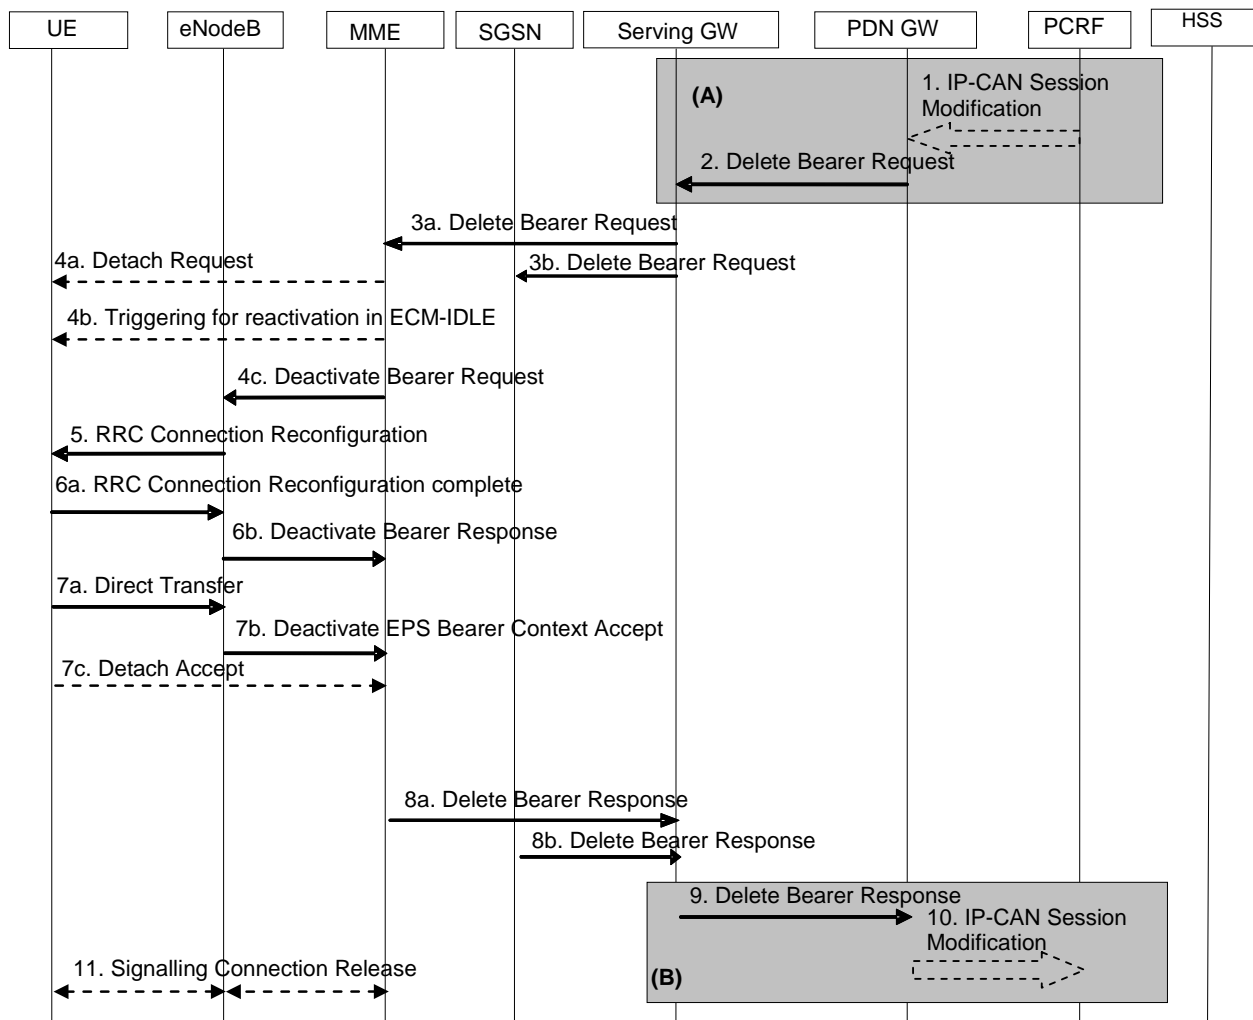 UE
eNodeB
MME
SGSN
Serving GW
PDN GW
PCRF
HSS
(A)
1. IP-CAN Session
Modification
2. Delete Bearer Request
3a. Delete Bearer Request
4a. Detach Request
3b. Delete Bearer Request
4b. Triggering for reactivation in ECM-IDLE
4c. Deactivate Bearer Request
5. RRC Connection Reconfiguration
6a. RRC Connection Reconfiguration complete
6b. Deactivate Bearer Response
7a. Direct Transfer
7b. Deactivate EPS Bearer Context Accept
7c. Detach Accept
8a. Delete Bearer Response
8b. Delete Bearer Response
9. Delete Bearer Response
10. IP-CAN Session
Modification
11. Signalling Connection Release
(B)